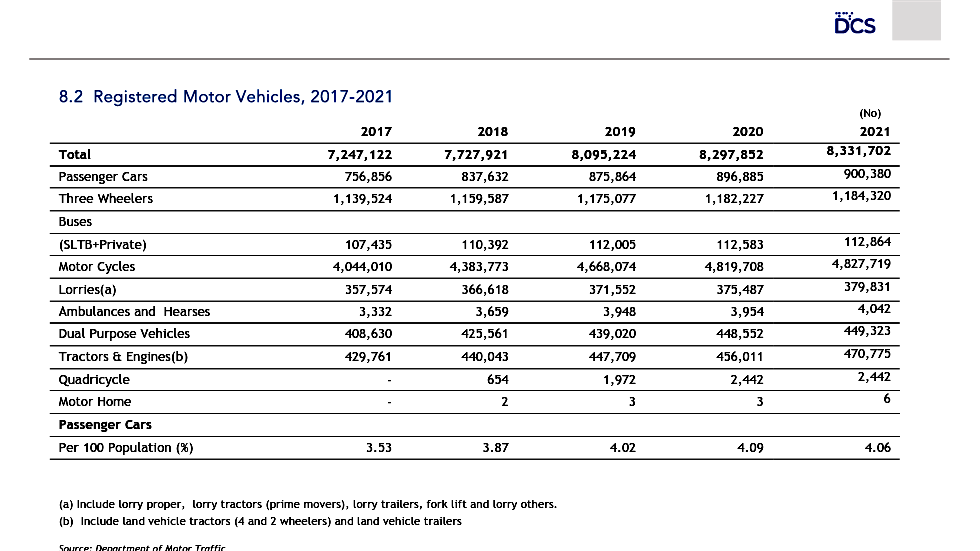 DCS
8.2 Registered Motor Vehicles, 2017-2021
(No)
2017 2018 2019 2020 2021
Total 7,247,122 7,727,921 8,095,224 8,297,852 8,331,702
Passenger Cars 756,856 837,632 875,864 896,885 900,380
Three Wheelers 1,139,524 1,159,587 1,175,077 1,182,227 1,184,320
Buses
(SLTB+Private) 107,435 110,392 112,005 112,583 112,864
Motor Cycles 4,044,010 4,383,773 4,668,074 4,819,708 4,827,719
Lorries(a) 357,574 366,618 371,552 375,487 379,831
Ambulances and Hearses 3,332 3,659 3,948 3,954 4,042
Dual Purpose Vehicles 408,630 425,561 439,020 448,552 449,323
Tractors & Engines(b) 429,761 440,043 447,709 456,011 470,775
Quadricycle - 654 1,972 2,442 2,442
Motor Home - 2 3 3 6
Passenger Cars
Per 100 Population (%) 3.53 3.87 4.02 4.09 4.06
(a) Include lorry proper, lorry tractors (prime movers), lorry trailers, fork lift and lorry others.
(b) Include land vehicle tractors (4 and 2 wheelers) and land vehicle trailers
Source: Department of Motor Traffic